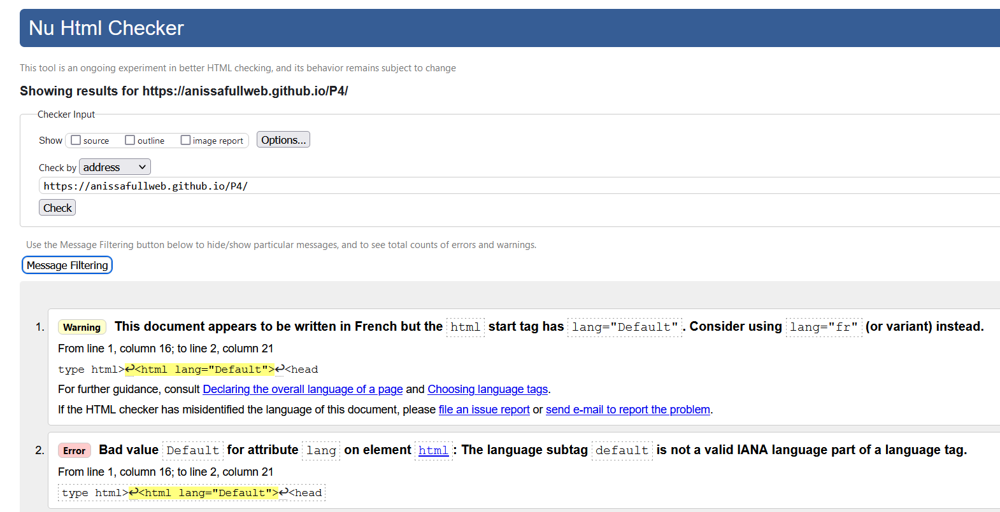 Nu Html Checker
This tool is an ongoing experiment in better HTML checking, and its behavior remains subject to change
Showing results for https://anissafullweb.github.io/P4/
Checker Input
Show source outline image report Options...
Check by address
https://anissafullweb.github.io/P4/
Check
Use the Message Filtering button below to hide/show particular messages, and to see total counts of errors and warnings.
Message Filtering
1. Warning This document appears to be written in French but the html start tag has lang="Default". Consider using lang="fr" (or variant) instead.
From line 1, column 16; to line 2, column 21
type html>↩<html lang="Default">↩<head
For further guidance, consult Declaring the overall language of a page and Choosing language tags.
If the HTML checker has misidentified the language of this document, please file an issue report or send e-mail to report the problem.
2. Error Bad value Default for attribute lang on element html: The language subtag default is not a valid IANA language part of a language tag.
From line 1, column 16; to line 2, column 21
type html>↩<html lang="Default">↩<head